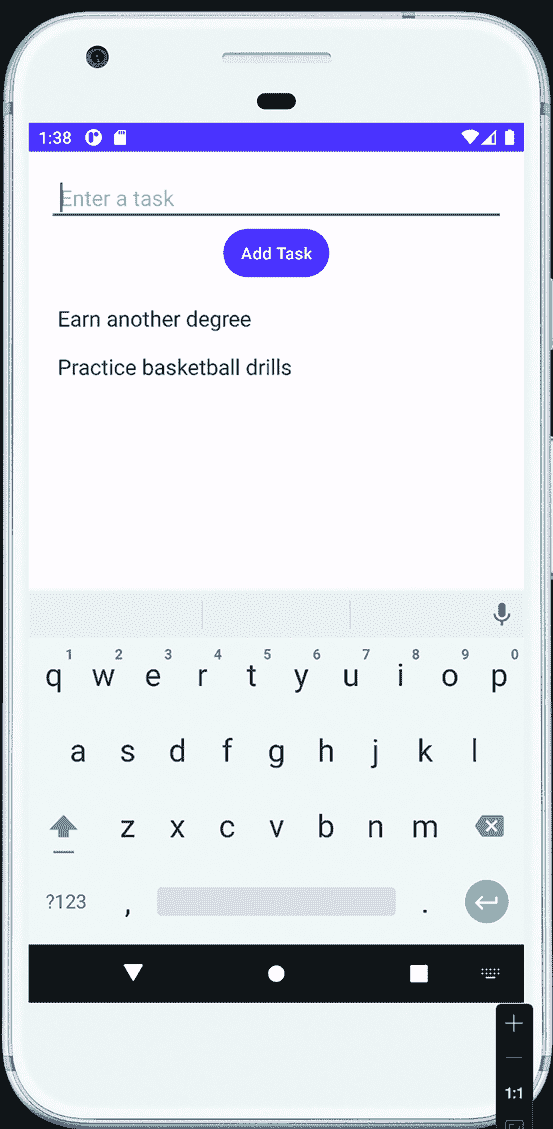 1:38
Enter a task
Add Task
Earn another degree
Practice basketball drills
1 2 3 4 5 6 7 8 9 0
q w e r t y u i o p
a s d f g h j k l
z x c v b n m
?123 , .
1:1